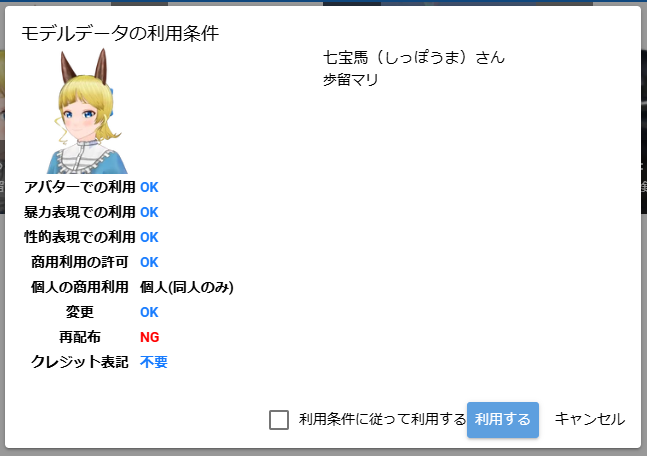 モデルデータの利用条件
七宝馬（しっぽうま）さん
歩留マリ
アバターでの利用 OK
暴力表現での利用 OK
性的表現での利用 OK
商用利用の許可 OK
個人の商用利用 個人(同人のみ)
変更 OK
再配布 NG
クレジット表記 不要
利用条件に従って利用する 利用する キャンセル